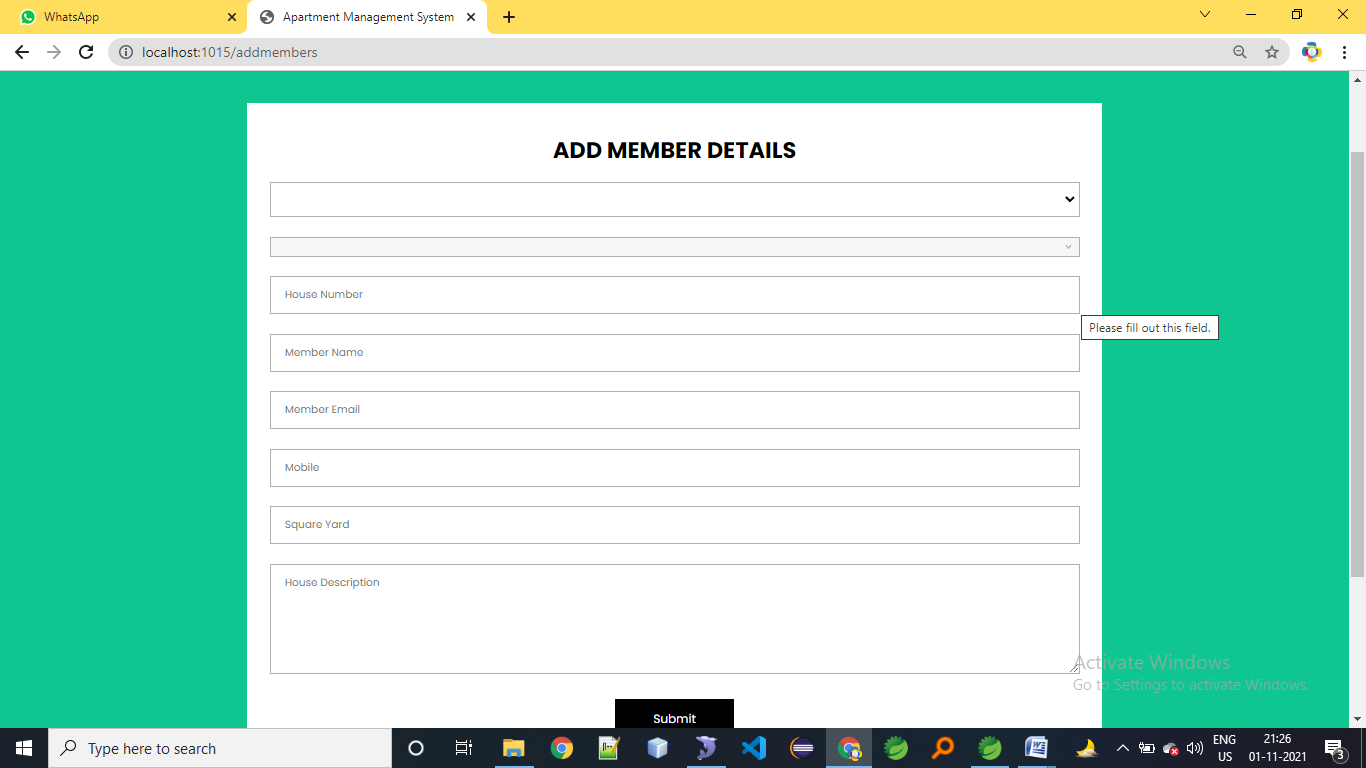 WhatsApp
Apartment Management System
localhost:1015/addmembers
ADD MEMBER DETAILS
House Number
Please fill out this field.
Member Name
Member Email
Mobile
Square Yard
House Description
Activate Windows
Go to Settings to activate Windows.
Submit
Type here to search
ENG
US
21:26
01-11-2021
3